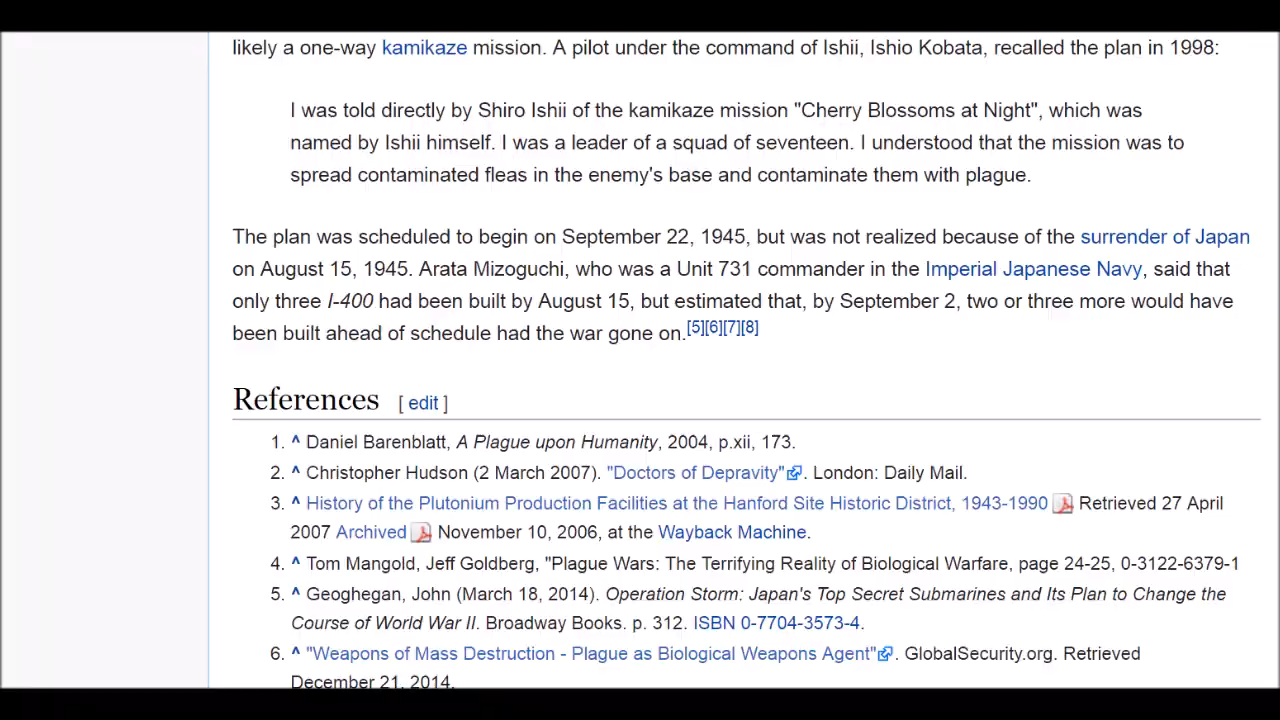 likely a one-way kamikaze mission. A pilot under the command of Ishii, Ishio Kobata, recalled the plan in 1998:
I was told directly by Shiro Ishii of the kamikaze mission "Cherry Blossoms at Night", which was
named by Ishii himself. I was a leader of a squad of seventeen. I understood that the mission was to
spread contaminated fleas in the enemy's base and contaminate them with plague.
The plan was scheduled to begin on September 22, 1945, but was not realized because of the surrender of Japan
on August 15, 1945. Arata Mizoguchi, who was a Unit 731 commander in the Imperial Japanese Navy, said that
only three I-400 had been built by August 15, but estimated that, by September 2, two or three more would have
been built ahead of schedule had the war gone on.[5][6][7][8]
References [ edit ]
1. ^ Daniel Barenblatt, A Plague upon Humanity, 2004, p.xii, 173.
2. ^ Christopher Hudson (2 March 2007). "Doctors of Depravity". London: Daily Mail.
3. ^ History of the Plutonium Production Facilities at the Hanford Site Historic District, 1943-1990 Retrieved 27 April
2007 Archived November 10, 2006, at the Wayback Machine.
4. ^ Tom Mangold, Jeff Goldberg, "Plague Wars: The Terrifying Reality of Biological Warfare, page 24-25, 0-3122-6379-1
5. ^ Geoghegan, John (March 18, 2014). Operation Storm: Japan's Top Secret Submarines and Its Plan to Change the
Course of World War II. Broadway Books. p. 312. ISBN 0-7704-3573-4.
6. ^ "Weapons of Mass Destruction - Plague as Biological Weapons Agent". GlobalSecurity.org. Retrieved
December 21, 2014.